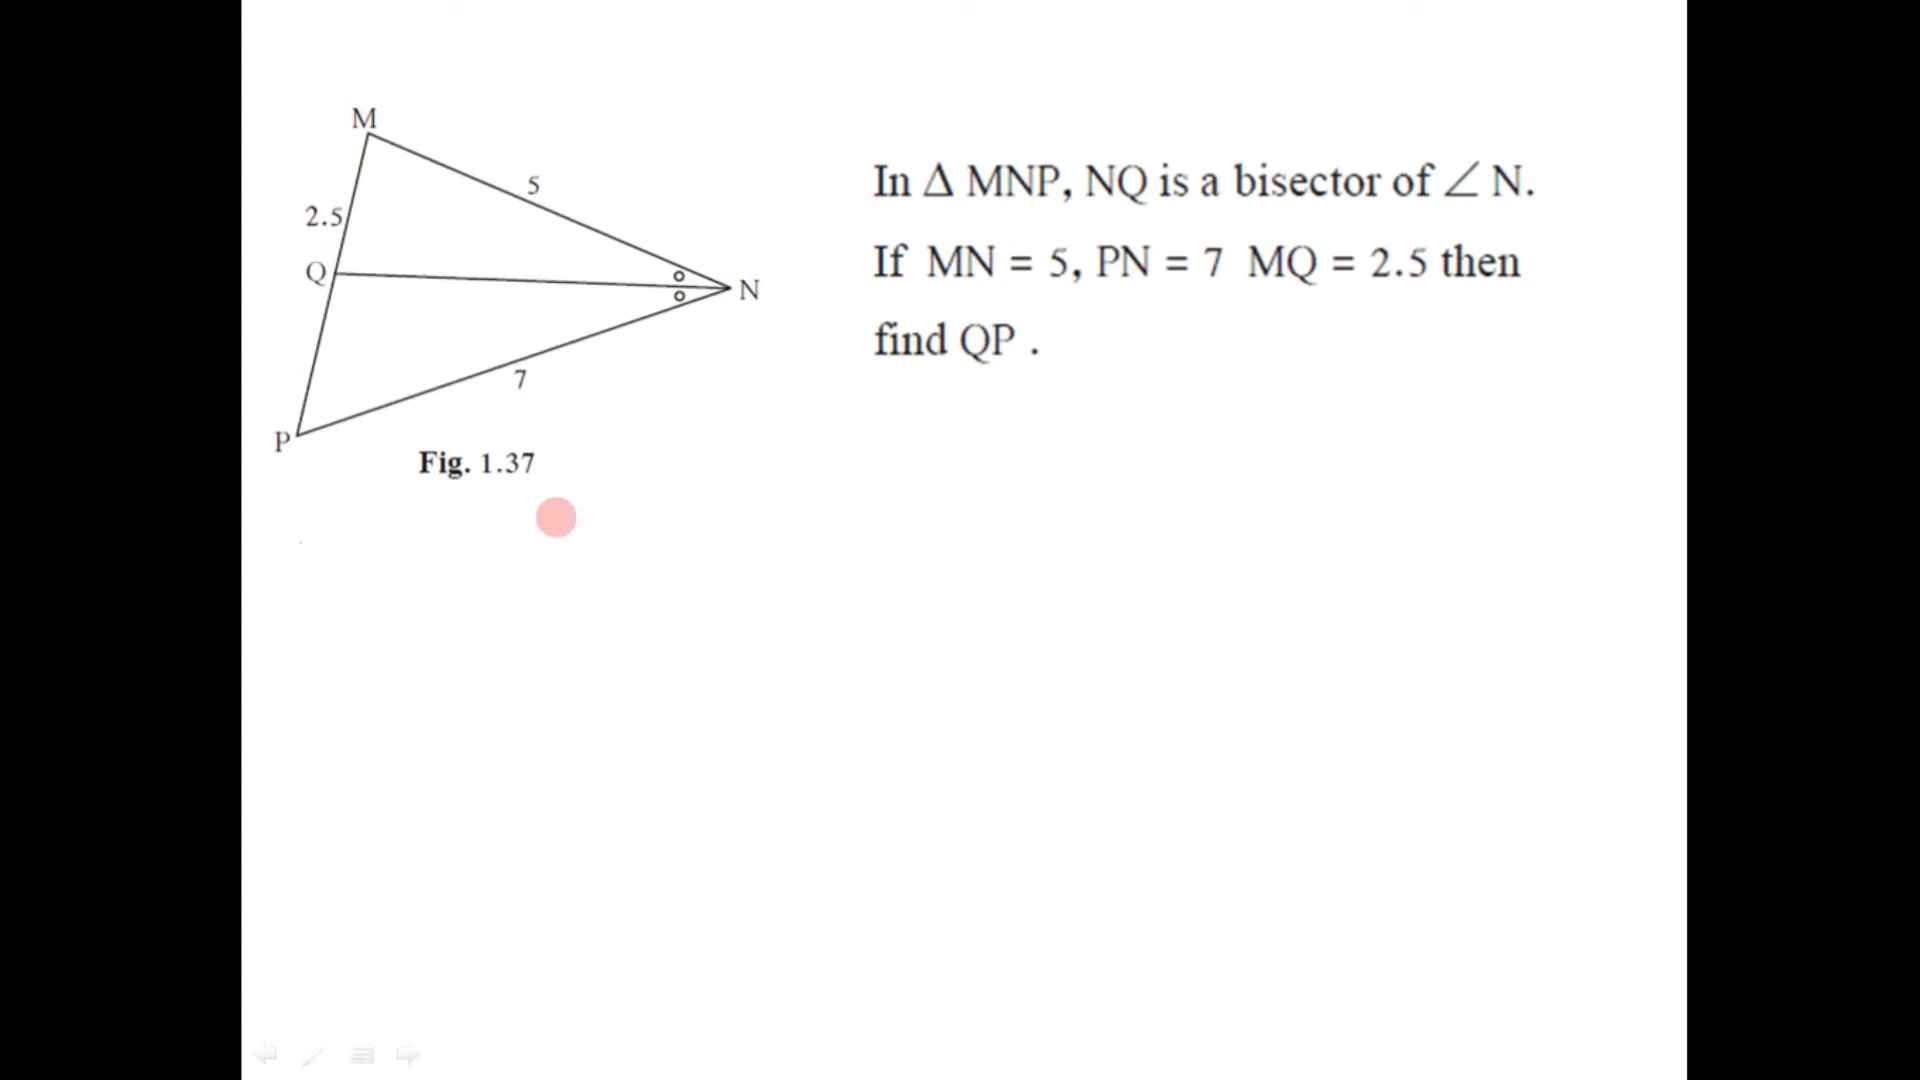 M
5
2.5
Q
N
7
P
Fig. 1.37
In Δ MNP, NQ is a bisector of ∠ N.
If MN = 5, PN = 7 MQ = 2.5 then
find QP .